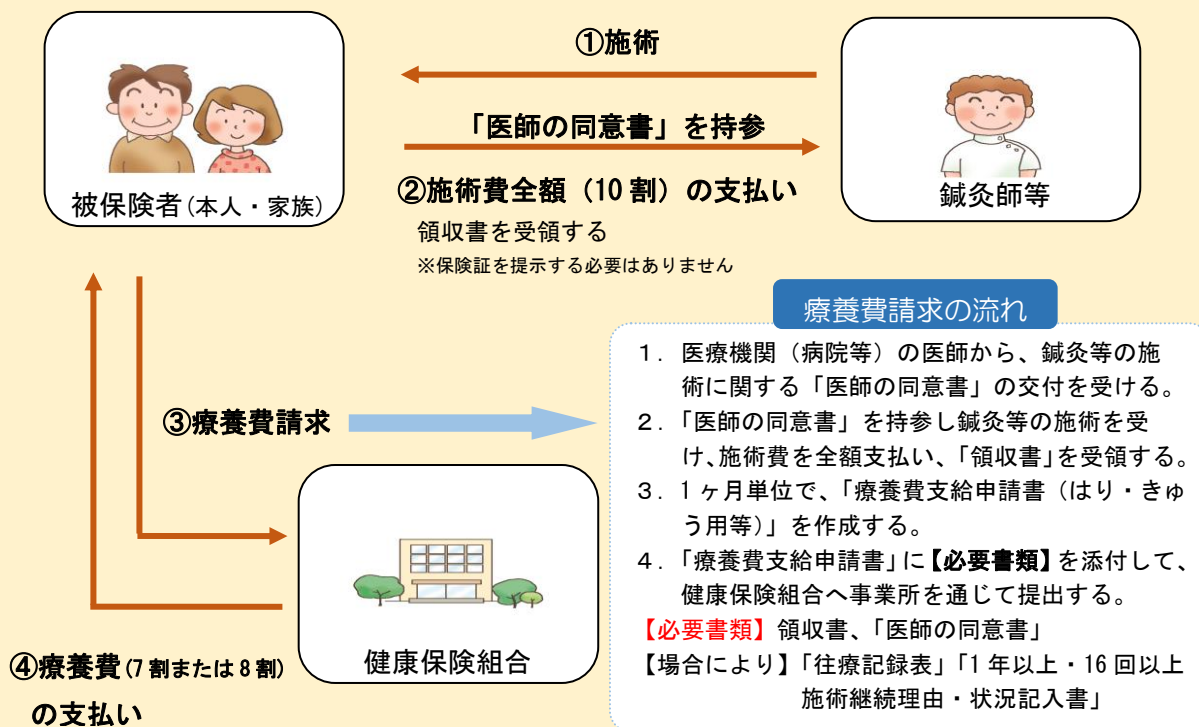 ①施術
「医師の同意書」を持参
被保険者(本人・家族)
②施術費全額(10割)の支払い
鍼灸師等
領収書を受領する
※保険証を提示する必要はありません
療養費請求の流れ
1. 医療機関(病院等)の医師から、鍼灸等の施
術に関する「医師の同意書」の交付を受ける。
2. 「医師の同意書」を持参し鍼灸等の施術を受
け、施術費を全額支払い、「領収書」を受領する。
3. 1ヶ月単位で、「療養費支給申請書(はり・きゅ
う用等)」を作成する。
4. 「療養費支給申請書」に【必要書類】を添付して、
健康保険組合へ事業所を通じて提出する。
【必要書類】領収書、「医師の同意書」
【場合により】「往療記録表」「1年以上・16回以上
施術継続理由・状況記入書」
③療養費請求
健康保険組合
④療養費(7割または8割)
の支払い